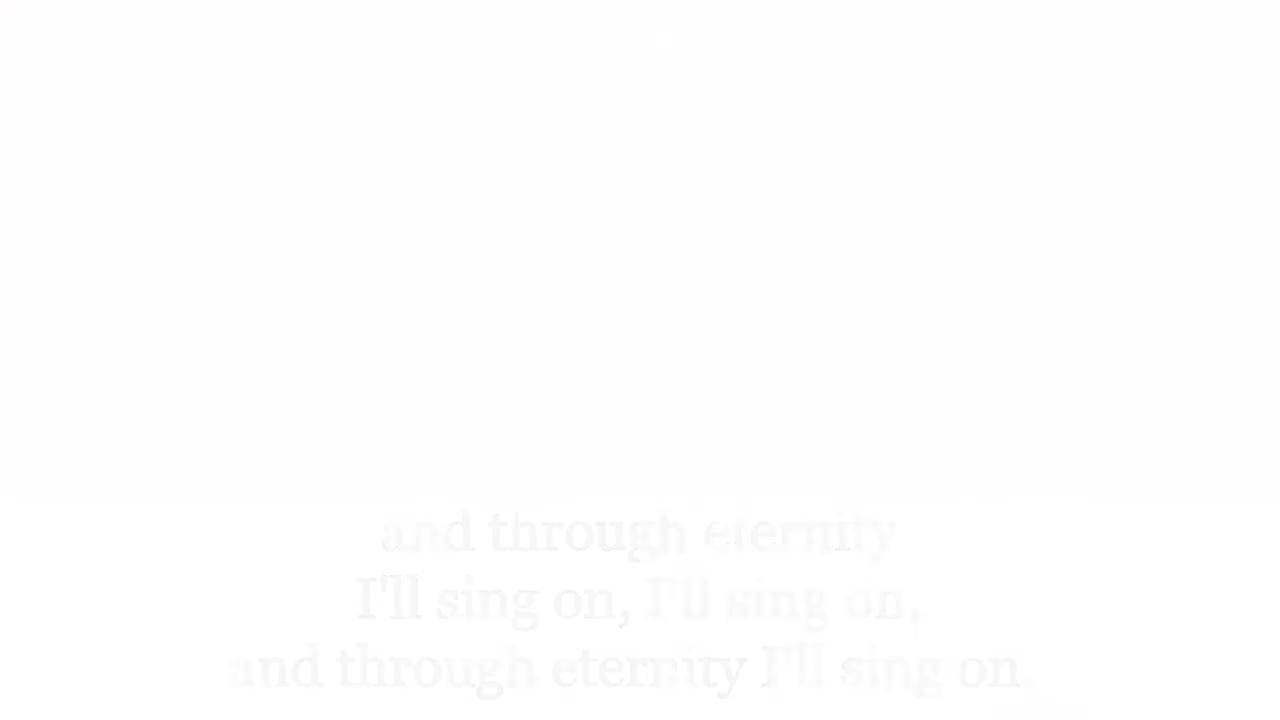 and through eternity
I'll sing on, I'll sing on,
and through eternity I'll sing on.